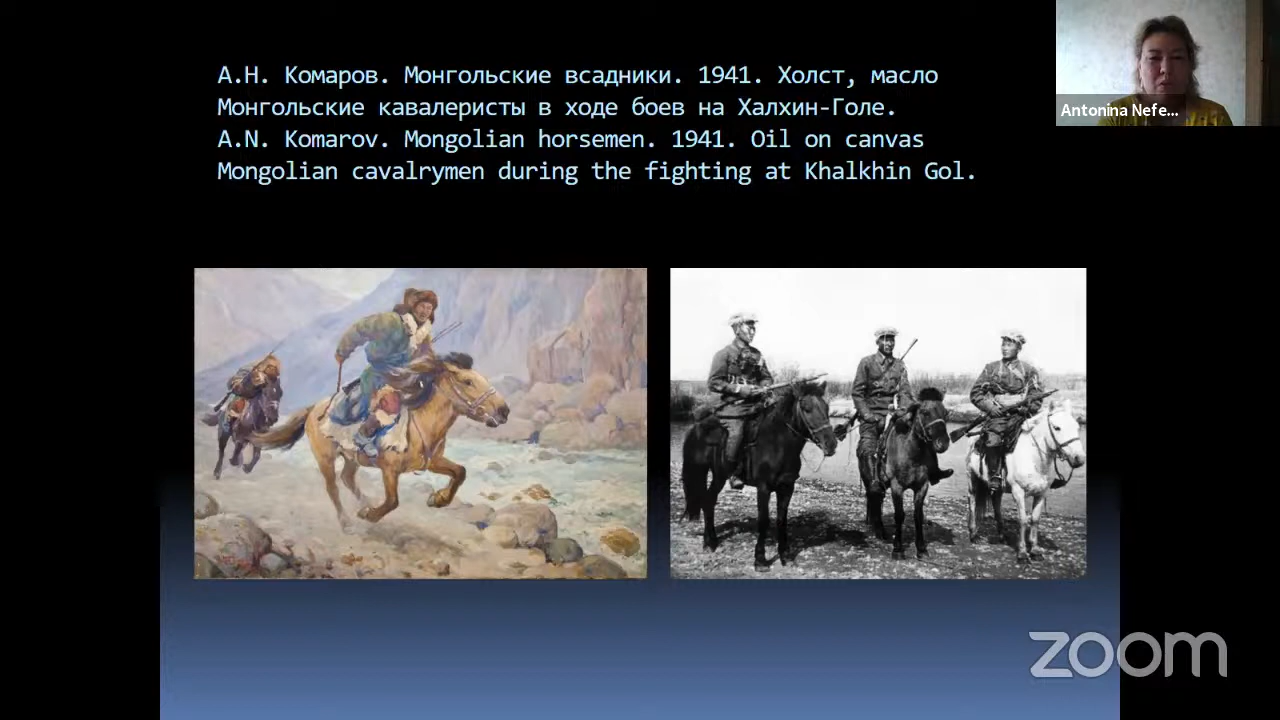 А.Н. Комаров. Монгольские всадники. 1941. Холст, масло
Монгольские кавалеристы в ходе боев на Халхин-Голе.
A.N. Komarov. Mongolian horsemen. 1941. Oil on canvas
Mongolian cavalrymen during the fighting at Khalkhin Gol.
Antonina Nefe...
zoom